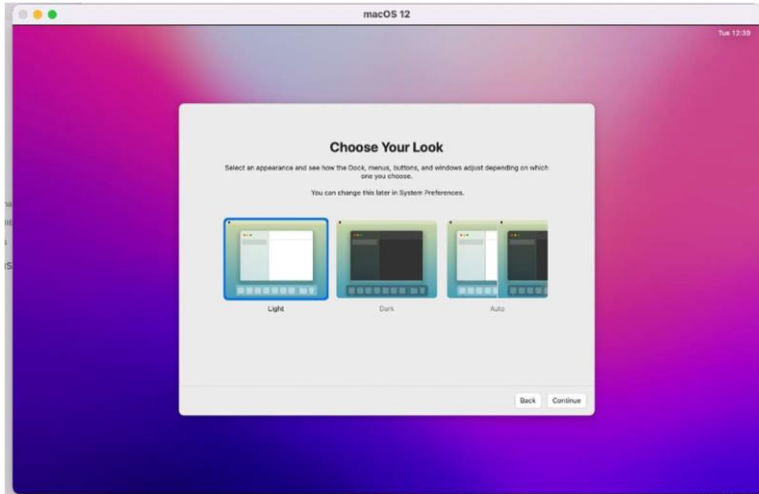 macOS 12
Tue 12:39
Choose Your Look
Select an appearance and see how the Dock, menus, buttons, and windows adjust depending on which
one you choose.
You can change this later in System Preferences.
Light
Dark
Auto
Back
Continue